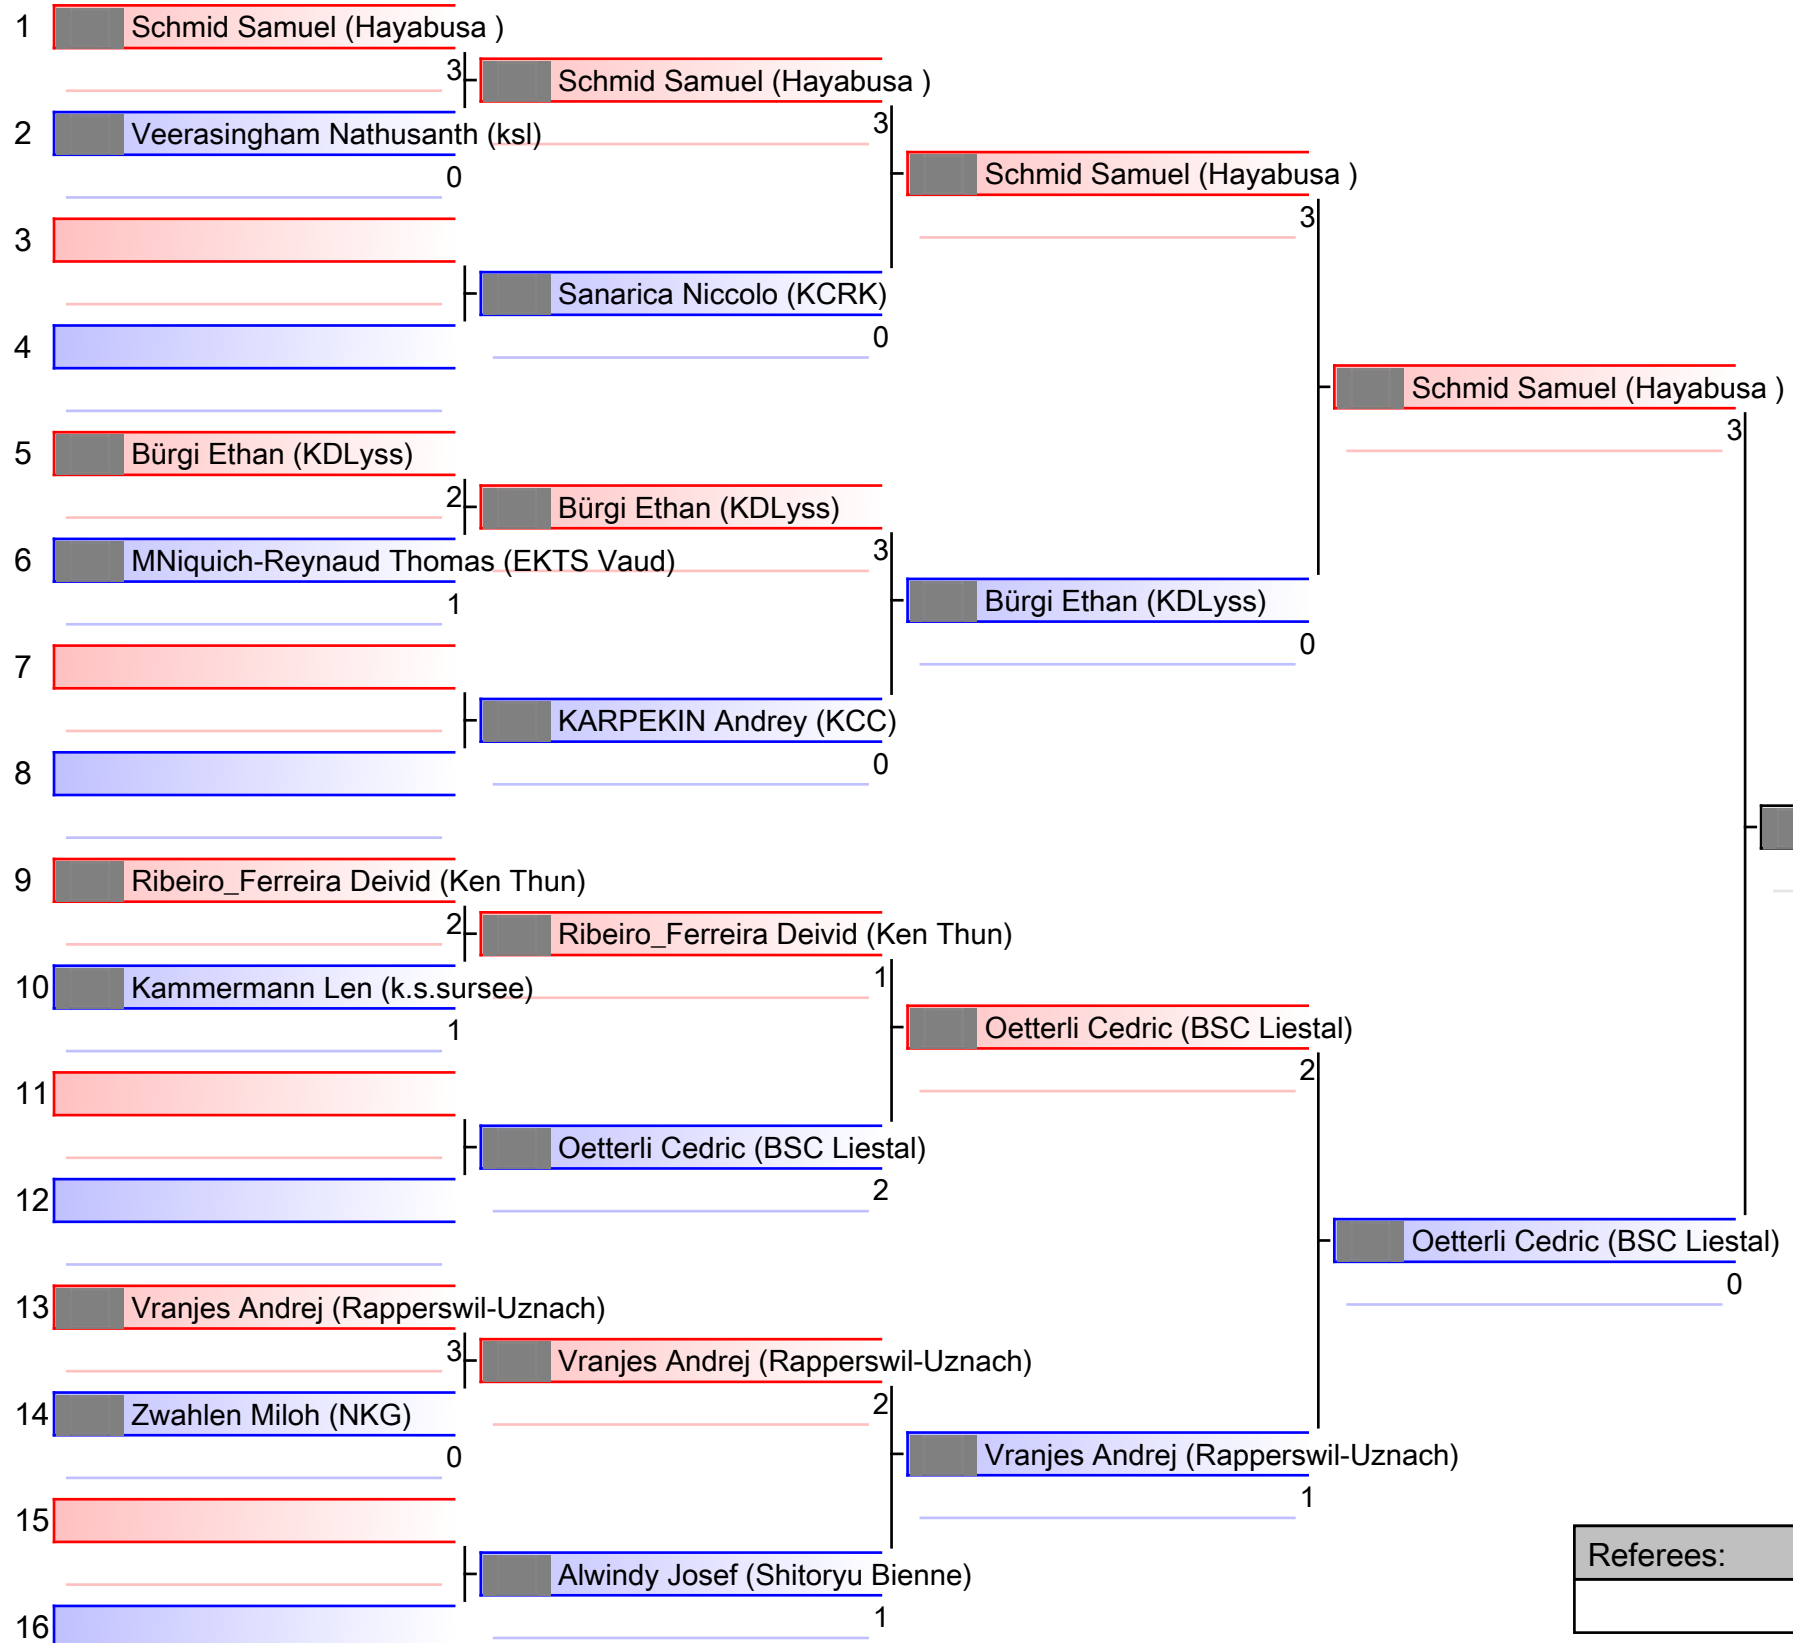 1 Schmid Samuel (Hayabusa )
3 Schmid Samuel (Hayabusa )
2 Veerasingham Nathusanth (ksl)
3
0
Schmid Samuel (Hayabusa )
3
3
Sanarica Niccolo (KCRK)
4
0
Schmid Samuel (Hayabusa )
3
5 Bürgi Ethan (KDLyss)
2 Bürgi Ethan (KDLyss)
6 MNiquich-Reynaud Thomas (EKTS Vaud)
3
1
Bürgi Ethan (KDLyss)
0
7
KARPEKIN Andrey (KCC)
8
0
9 Ribeiro_Ferreira Deivid (Ken Thun)
2 Ribeiro_Ferreira Deivid (Ken Thun)
10 Kammermann Len (k.s.sursee)
1
1
Oetterli Cedric (BSC Liestal)
2
11
Oetterli Cedric (BSC Liestal)
12
2
Oetterli Cedric (BSC Liestal)
0
13 Vranjes Andrej (Rapperswil-Uznach)
3 Vranjes Andrej (Rapperswil-Uznach)
14 Zwahlen Miloh (NKG)
2
0
Vranjes Andrej (Rapperswil-Uznach)
1
15
Alwindy Josef (Shitoryu Bienne)
16
1
Referees: